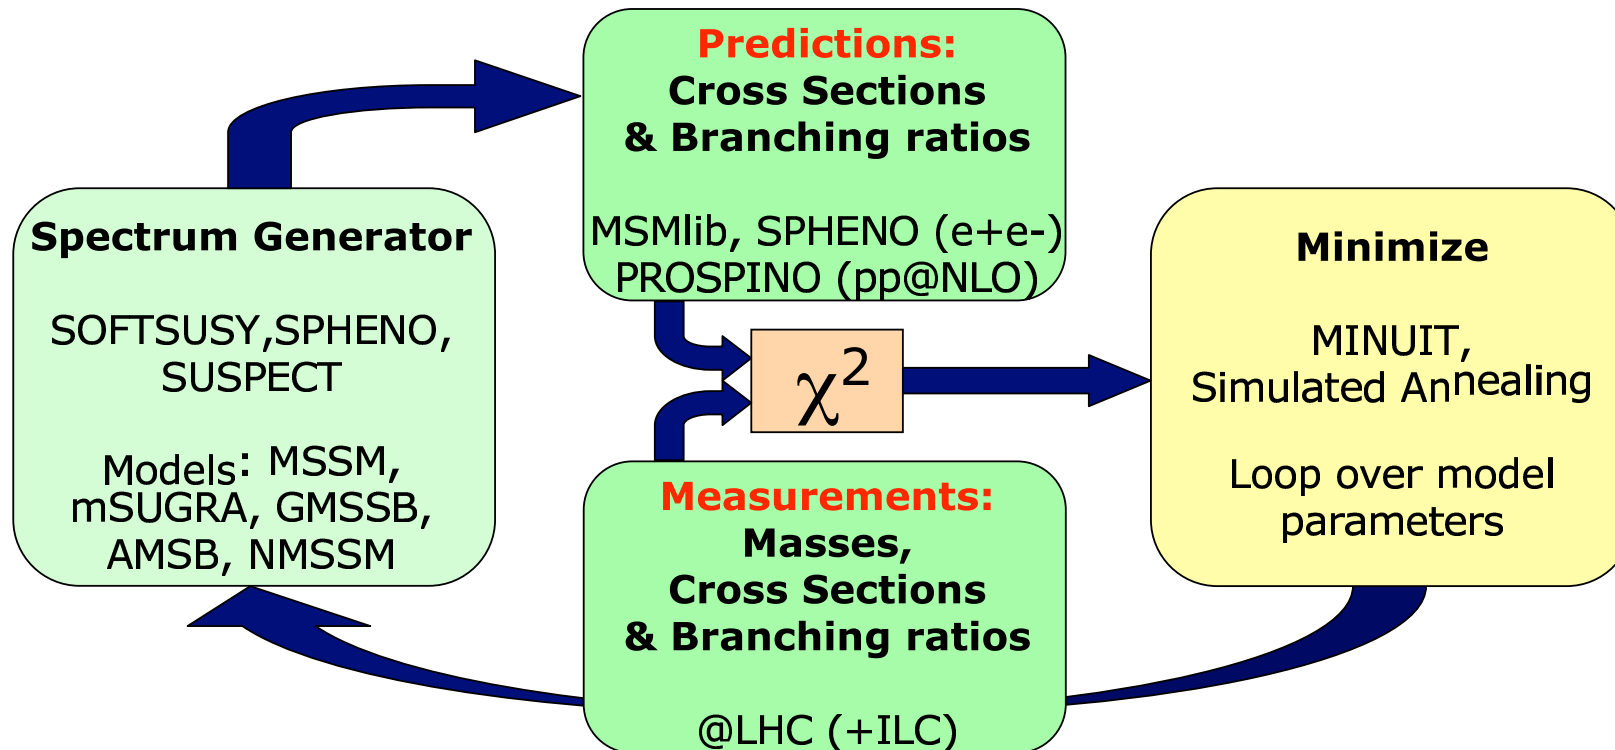 Predictions:
Cross Sections
& Branching ratios
MSMlib, SPHENO (e+e-)
PROSPINO (pp@NLO)
Spectrum Generator
SOFTSUSY,SPHENO,
SUSPECT
Models: MSSM,
mSUGRA, GMSSB,
AMSB, NMSSM
χ²
Measurements:
Masses,
Cross Sections
& Branching ratios
@LHC (+ILC)
Minimize
MINUIT,
Simulated Annealing
Loop over model
parameters